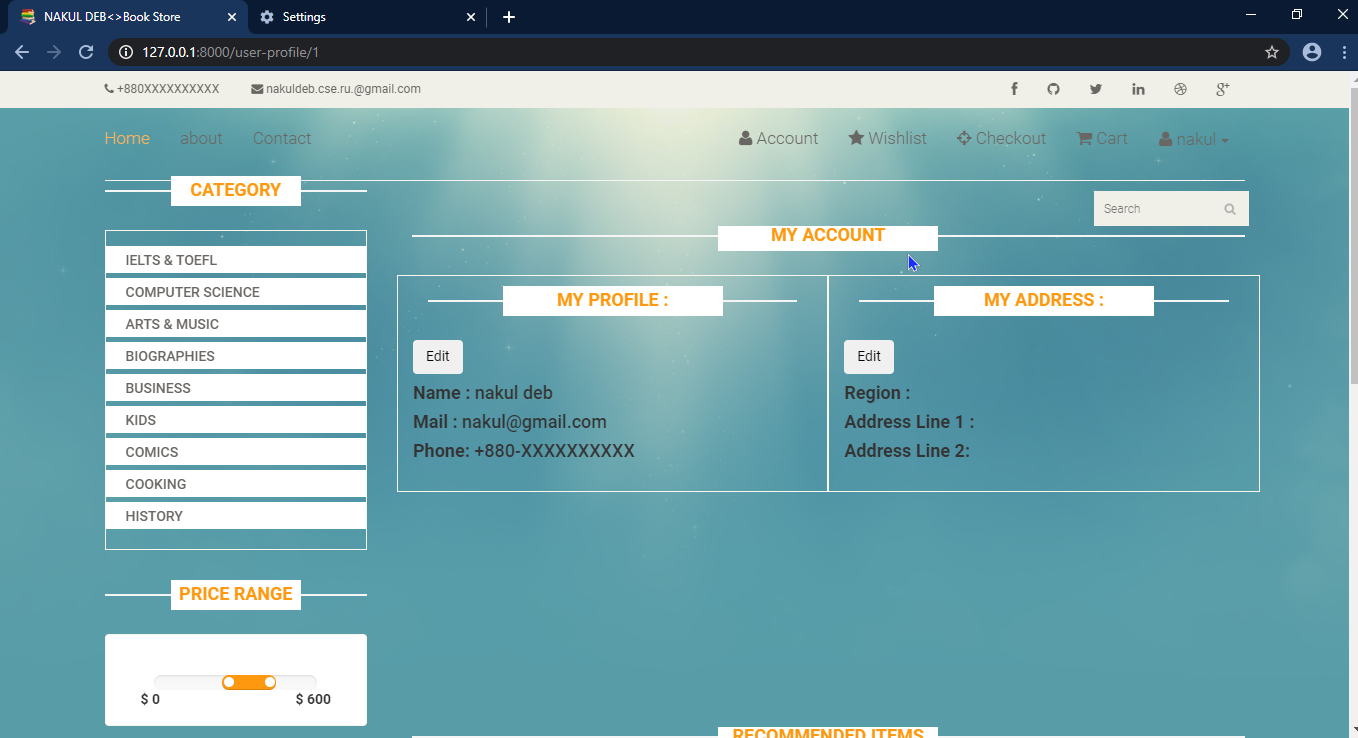 NAKUL DEB<>Book Store
Settings
127.0.0.1:8000/user-profile/1
+880XXXXXXXXXX
nakuldeb.cse.ru.@gmail.com
Home
about
Contact
Account
Wishlist
Checkout
Cart
nakul
CATEGORY
IELTS & TOEFL
COMPUTER SCIENCE
ARTS & MUSIC
BIOGRAPHIES
BUSINESS
KIDS
COMICS
COOKING
HISTORY
PRICE RANGE
$ 0
$ 600
Search
MY ACCOUNT
MY PROFILE :
Edit
Name : nakul deb
Mail : nakul@gmail.com
Phone: +880-XXXXXXXXXX
MY ADDRESS :
Edit
Region :
Address Line 1 :
Address Line 2:
RECOMMENDED ITEMS